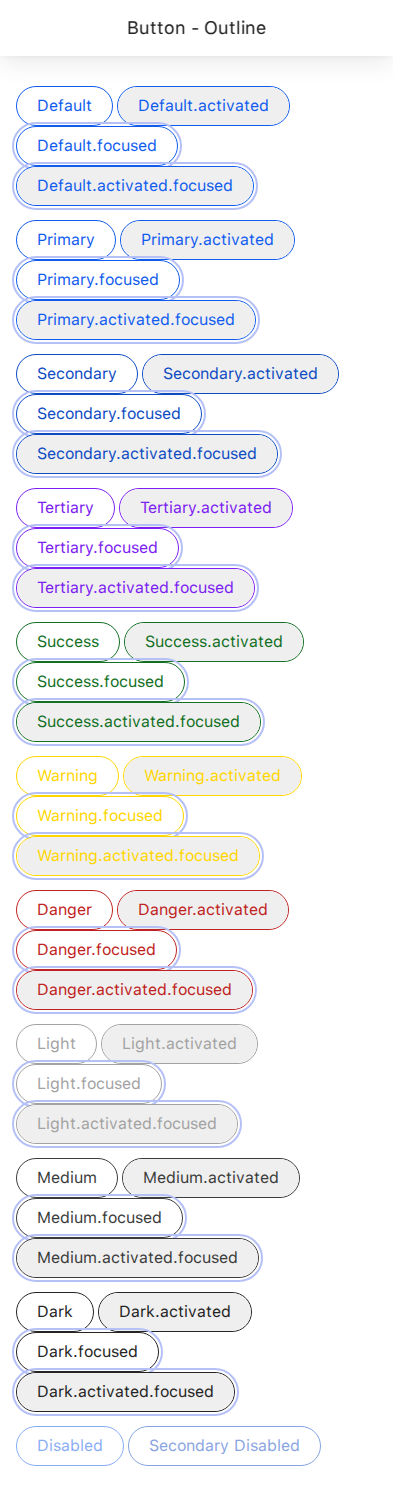 Button - Outline
Default Default.activated
Default.focused
Default.activated.focused
Primary Primary.activated
Primary.focused
Primary.activated.focused
Secondary Secondary.activated
Secondary.focused
Secondary.activated.focused
Tertiary Tertiary.activated
Tertiary.focused
Tertiary.activated.focused
Success Success.activated
Success.focused
Success.activated.focused
Warning Warning.activated
Warning.focused
Warning.activated.focused
Danger Danger.activated
Danger.focused
Danger.activated.focused
Light Light.activated
Light.focused
Light.activated.focused
Medium Medium.activated
Medium.focused
Medium.activated.focused
Dark Dark.activated
Dark.focused
Dark.activated.focused
Disabled Secondary Disabled